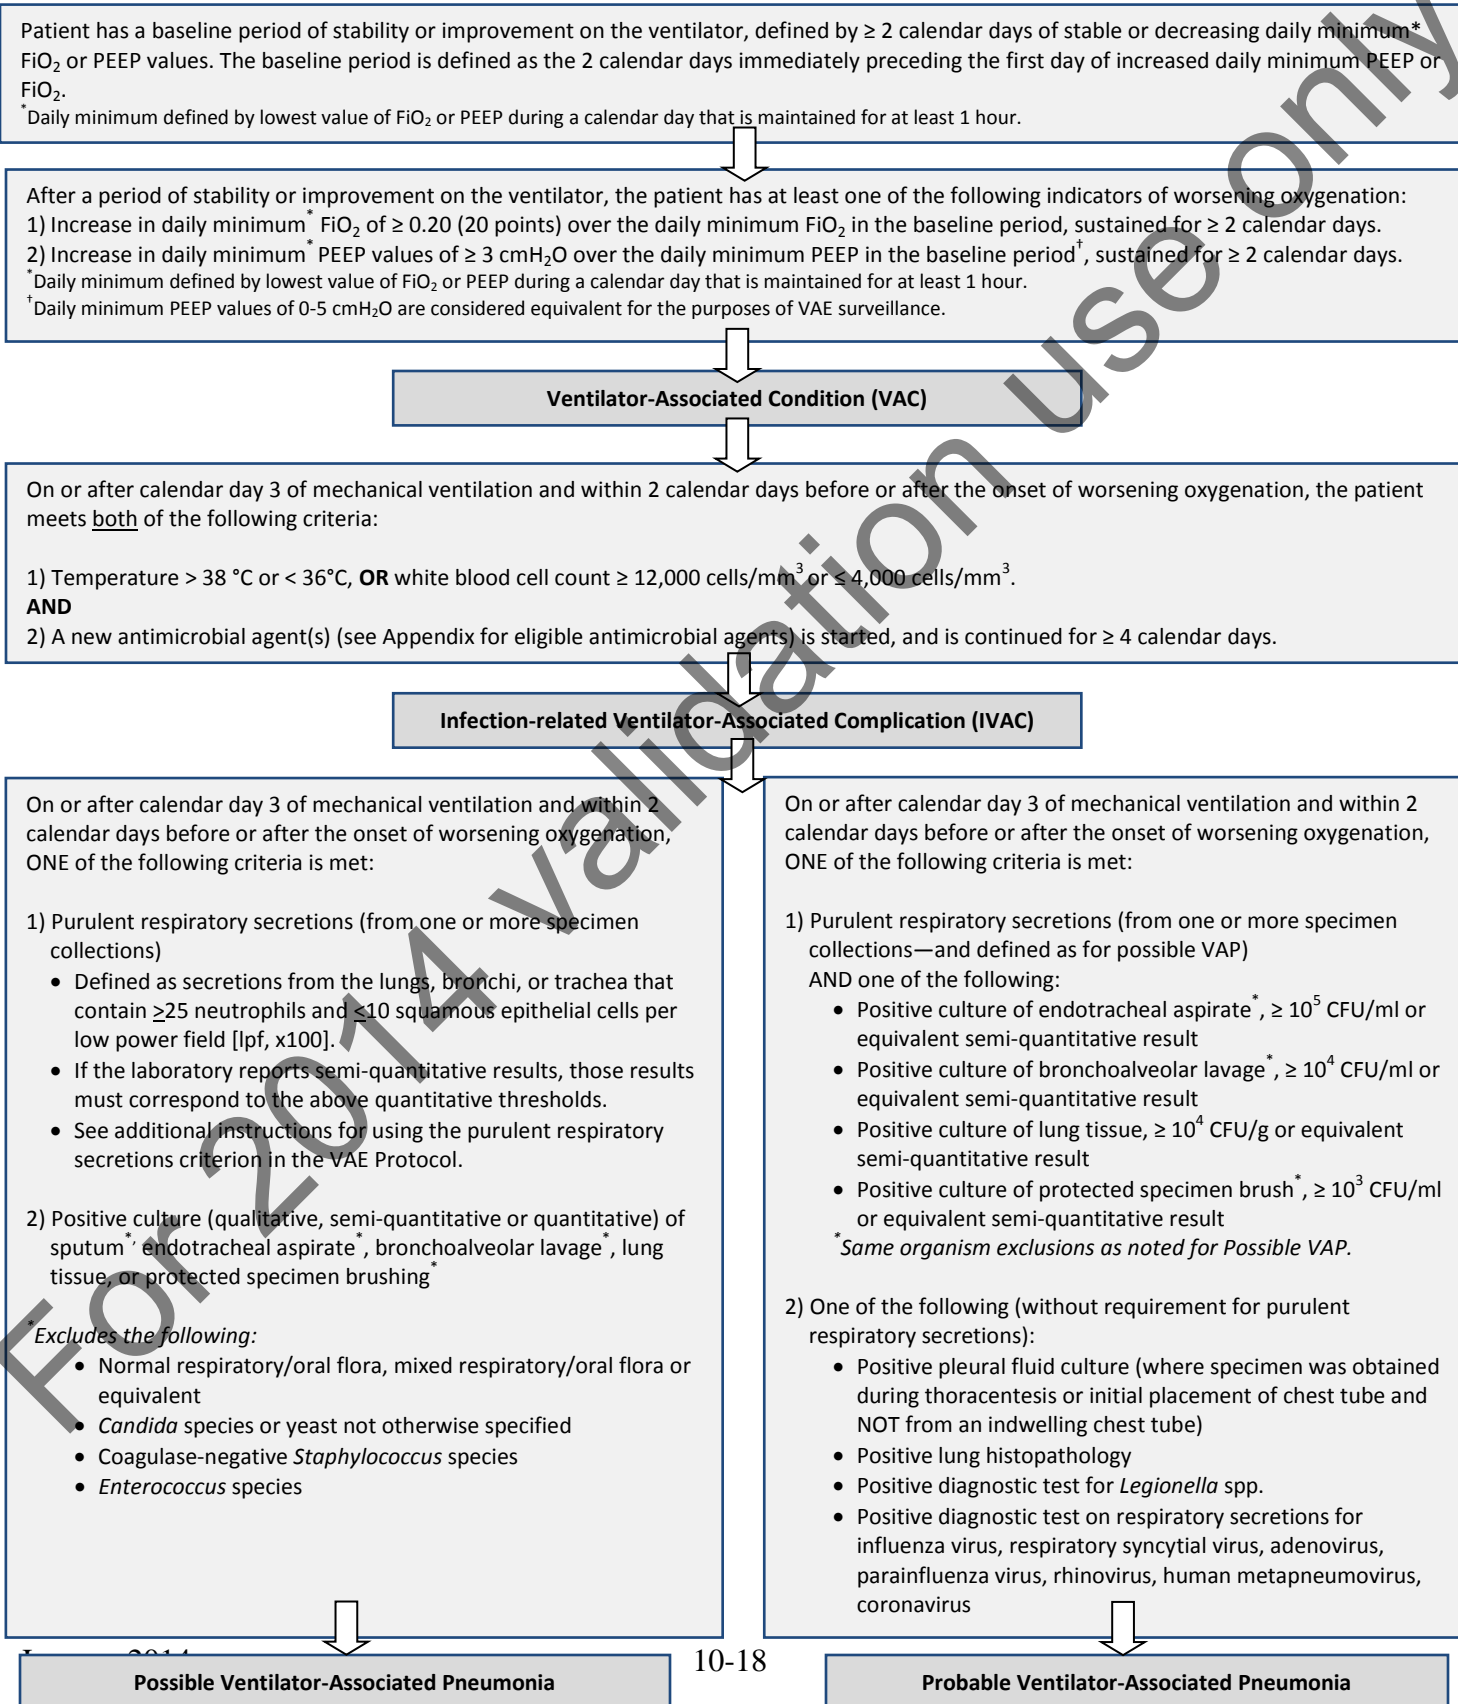 Patient has a baseline period of stability or improvement on the ventilator, defined by ≥ 2 calendar days of stable or decreasing daily minimum*
FiO2 or PEEP values. The baseline period is defined as the 2 calendar days immediately preceding the first day of increased daily minimum PEEP or
FiO2.
*Daily minimum defined by lowest value of FiO2 or PEEP during a calendar day that is maintained for at least 1 hour.
After a period of stability or improvement on the ventilator, the patient has at least one of the following indicators of worsening oxygenation:
1) Increase in daily minimum* FiO2 of ≥ 0.20 (20 points) over the daily minimum FiO2 in the baseline period, sustained for ≥ 2 calendar days.
2) Increase in daily minimum* PEEP values of ≥ 3 cmH2O over the daily minimum PEEP in the baseline period†, sustained for ≥ 2 calendar days.
*Daily minimum defined by lowest value of FiO2 or PEEP during a calendar day that is maintained for at least 1 hour.
†Daily minimum PEEP values of 0-5 cmH2O are considered equivalent for the purposes of VAE surveillance.
Ventilator-Associated Condition (VAC)
On or after calendar day 3 of mechanical ventilation and within 2 calendar days before or after the onset of worsening oxygenation, the patient
meets both of the following criteria:
1) Temperature > 38 °C or < 36°C, OR white blood cell count ≥ 12,000 cells/mm3 or ≤ 4,000 cells/mm3.
AND
2) A new antimicrobial agent(s) (see Appendix for eligible antimicrobial agents) is started, and is continued for ≥ 4 calendar days.
Infection-related Ventilator-Associated Complication (IVAC)
On or after calendar day 3 of mechanical ventilation and within 2
calendar days before or after the onset of worsening oxygenation,
ONE of the following criteria is met:
1) Purulent respiratory secretions (from one or more specimen
collections)
• Defined as secretions from the lungs, bronchi, or trachea that
contain ≥25 neutrophils and ≤10 squamous epithelial cells per
low power field [lpf, x100].
• If the laboratory reports semi-quantitative results, those results
must correspond to the above quantitative thresholds.
• See additional instructions for using the purulent respiratory
secretions criterion in the VAE Protocol.
2) Positive culture (qualitative, semi-quantitative or quantitative) of
sputum*, endotracheal aspirate*, bronchoalveolar lavage*, lung
tissue, or protected specimen brushing*
*Excludes the following:
• Normal respiratory/oral flora, mixed respiratory/oral flora or
equivalent
• Candida species or yeast not otherwise specified
• Coagulase-negative Staphylococcus species
• Enterococcus species
On or after calendar day 3 of mechanical ventilation and within 2
calendar days before or after the onset of worsening oxygenation,
ONE of the following criteria is met:
1) Purulent respiratory secretions (from one or more specimen
collections—and defined as for possible VAP)
AND one of the following:
• Positive culture of endotracheal aspirate*, ≥ 10^5 CFU/ml or
equivalent semi-quantitative result
• Positive culture of bronchoalveolar lavage*, ≥ 10^4 CFU/ml or
equivalent semi-quantitative result
• Positive culture of lung tissue, ≥ 10^4 CFU/g or equivalent
semi-quantitative result
• Positive culture of protected specimen brush*, ≥ 10^3 CFU/ml
or equivalent semi-quantitative result
*Same organism exclusions as noted for Possible VAP.
2) One of the following (without requirement for purulent
respiratory secretions):
• Positive pleural fluid culture (where specimen was obtained
during thoracentesis or initial placement of chest tube and
NOT from an indwelling chest tube)
• Positive lung histopathology
• Positive diagnostic test for Legionella spp.
• Positive diagnostic test on respiratory secretions for
influenza virus, respiratory syncytial virus, adenovirus,
parainfluenza virus, rhinovirus, human metapneumovirus,
coronavirus
2014
10-18
Possible Ventilator-Associated Pneumonia
Probable Ventilator-Associated Pneumonia
For 2014 validation use only